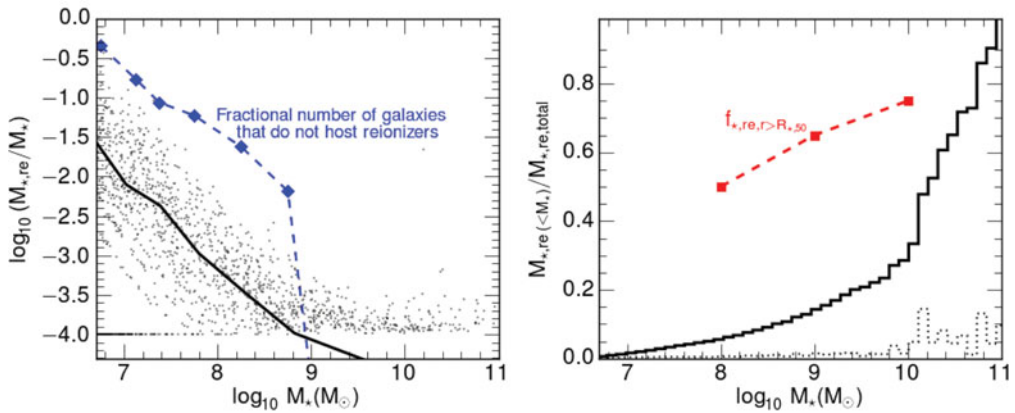 0.0
−0.5
−1.0
−1.5
−2.0
−2.5
−3.0
−3.5
−4.0
log₁₀ (M⋆,re/M⋆)
Fractional number of galaxies
that do not host reionizers
7 8 9 10 11
log₁₀ M⋆(M⊙)
0.8
0.6
0.4
0.2
0.0
M⋆,re(<M⋆)/M⋆,re,total
f⋆,re,r>R⋆,50
7 8 9 10 11
log₁₀ M⋆(M⊙)